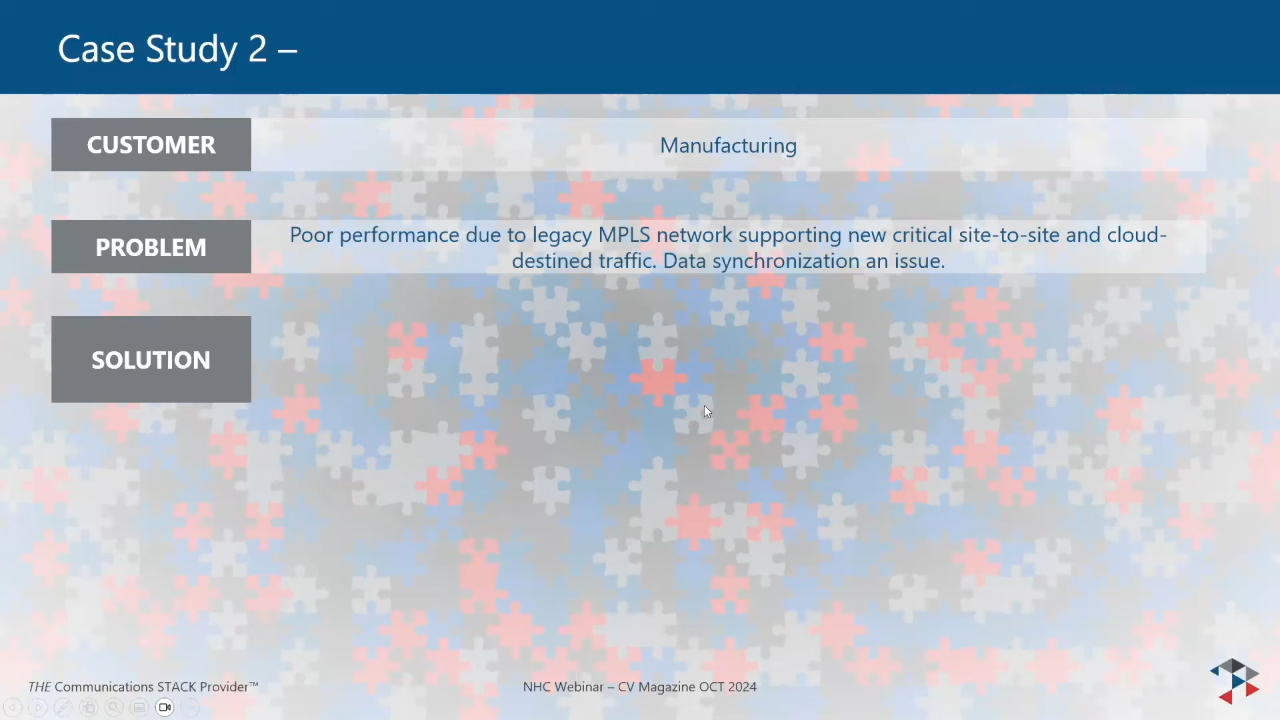 Case Study 2 –
CUSTOMER
Manufacturing
PROBLEM
Poor performance due to legacy MPLS network supporting new critical site-to-site and cloud-
destined traffic. Data synchronization an issue.
SOLUTION
THE Communications STACK Provider™
NHC Webinar – CV Magazine OCT 2024